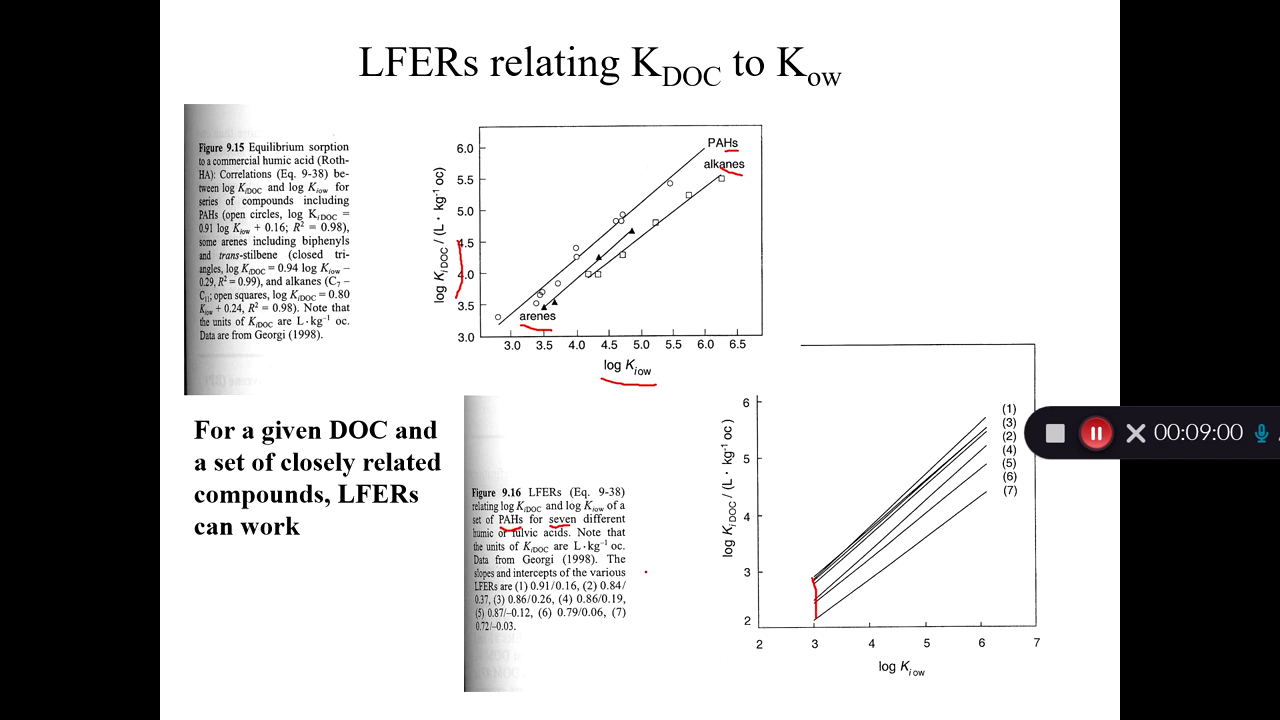 LFERs relating KDOC to Kow
Figure 9.15 Equilibrium sorption
to a commercial humic acid (Roth-
HA): Correlations (Eq. 9-38) be-
tween log KiDOC and log Kiow for
series of compounds including
PAHs (open circles, log KiDOC =
0.91 log Kiow + 0.16; R² = 0.98),
some arenes including biphenyls
and trans-stilbene (closed tri-
angles, log KiDOC = 0.94 log Kiow –
0.29, R² = 0.99), and alkanes (C7 –
C11; open squares, log KiDOC = 0.80
Kiow + 0.24, R² = 0.98). Note that
the units of KiDOC are L·kg⁻¹ oc.
Data are from Georgi (1998).
log KiDOC / (L · kg⁻¹ oc)
6.0
5.5
5.0
4.5
4.0
3.5
3.0
PAHs
alkanes
arenes
3.0 3.5 4.0 4.5 5.0 5.5 6.0 6.5
log Kiow
For a given DOC and
a set of closely related
compounds, LFERs
can work
Figure 9.16 LFERs (Eq. 9-38)
relating log KiDOC and log Kiow of a
set of PAHs for seven different
humic or fulvic acids. Note that
the units of KiDOC are L·kg⁻¹ oc.
Data from Georgi (1998). The
slopes and intercepts of the various
LFERs are (1) 0.91/0.16, (2) 0.84/
0.37, (3) 0.86/0.26, (4) 0.86/0.19,
(5) 0.87/–0.12, (6) 0.79/0.06, (7)
0.72/–0.03.
log KiDOC / (L · kg⁻¹ oc)
6
5
4
3
2
(1)
(3)
(2)
(4)
(5)
(6)
(7)
2 3 4 5 6 7
log Kiow
00:09:00